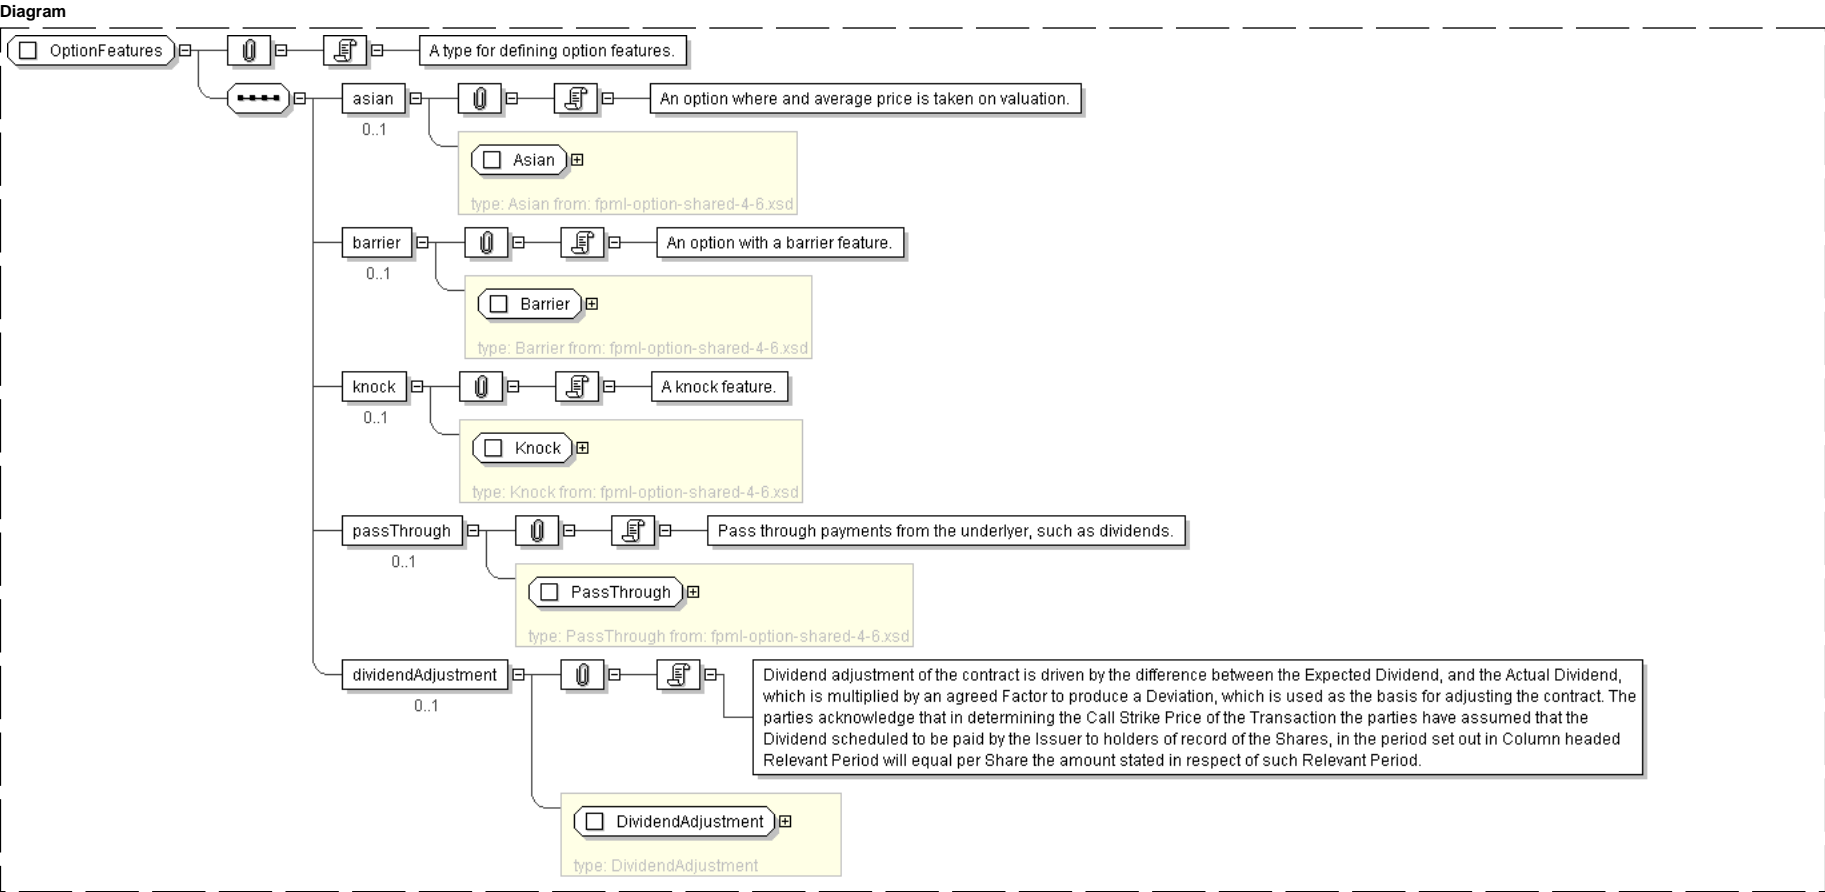 Diagram
OptionFeatures
A type for defining option features.
asian
An option where and average price is taken on valuation.
0..1
Asian
type: Asian from: fpml-option-shared-4-6.xsd
barrier
An option with a barrier feature.
0..1
Barrier
type: Barrier from: fpml-option-shared-4-6.xsd
knock
A knock feature.
0..1
Knock
type: Knock from: fpml-option-shared-4-6.xsd
passThrough
Pass through payments from the underlyer, such as dividends.
0..1
PassThrough
type: PassThrough from: fpml-option-shared-4-6.xsd
dividendAdjustment
0..1
Dividend adjustment of the contract is driven by the difference between the Expected Dividend, and the Actual Dividend,
which is multiplied by an agreed Factor to produce a Deviation, which is used as the basis for adjusting the contract. The
parties acknowledge that in determining the Call Strike Price of the Transaction the parties have assumed that the
Dividend scheduled to be paid by the Issuer to holders of record of the Shares, in the period set out in Column headed
Relevant Period will equal per Share the amount stated in respect of such Relevant Period.
DividendAdjustment
type: DividendAdjustment